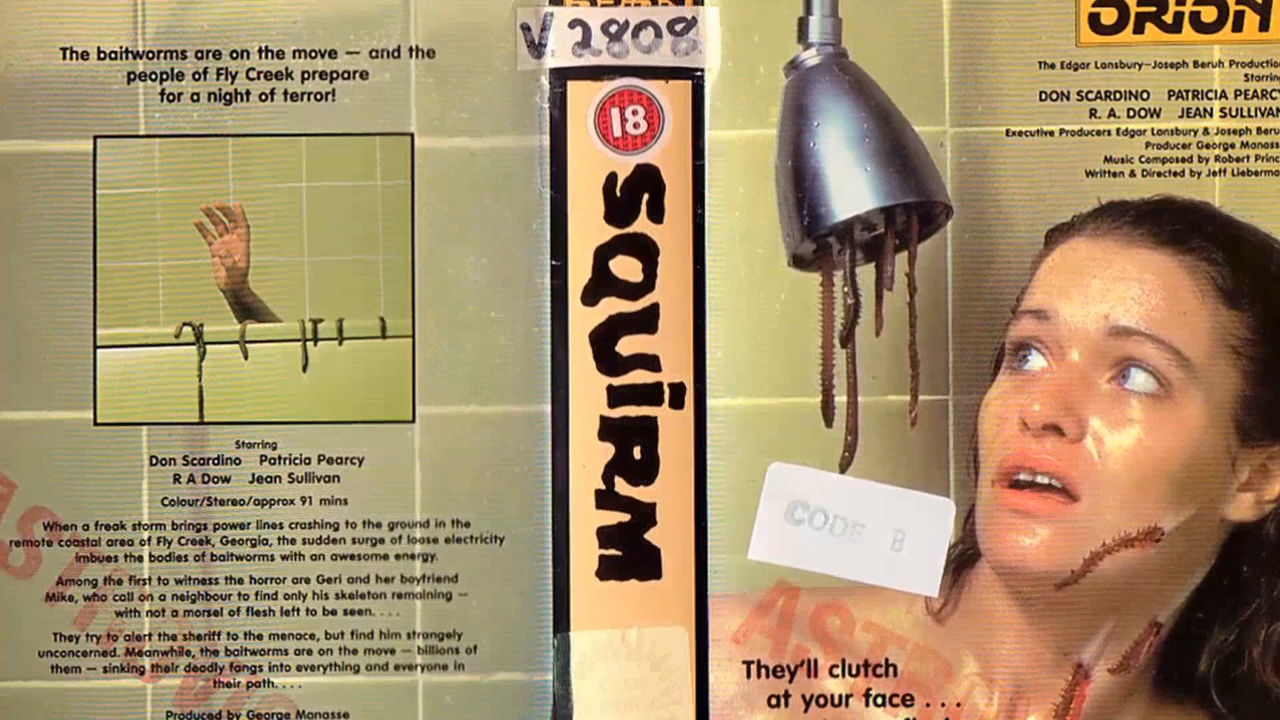 The baitworms are on the move — and the
people of Fly Creek prepare
for a night of terror!
Starring
Don Scardino Patricia Pearcy
R A Dow Jean Sullivan
Colour/Stereo/approx 91 mins
When a freak storm brings power lines crashing to the ground in the
remote coastal area of Fly Creek, Georgia, the sudden surge of loose electricity
imbues the bodies of baitworms with an awesome energy.
Among the first to witness the horror are Geri and her boyfriend
Mike, who call on a neighbour to find only his skeleton remaining —
with not a morsel of flesh left to be seen. . . .
They try to alert the sheriff to the menace, but find him strangely
unconcerned. Meanwhile, the baitworms are on the move — billions of
them — sinking their deadly fangs into everything and everyone in
their path. . . .
Produced by George Manasse
V 2808
18
SQUiRM
ORION
The Edgar Lansbury—Joseph Beruh Productio
Starrin
DON SCARDINO PATRICIA PEARCY
R. A. DOW JEAN SULLIVAN
Executive Producers Edgar Lansbury & Joseph Beru
Producer George Manass
Music Composed by Robert Princ
Written & Directed by Jeff Lieberma
CODE B
They'll clutch
at your face . . .